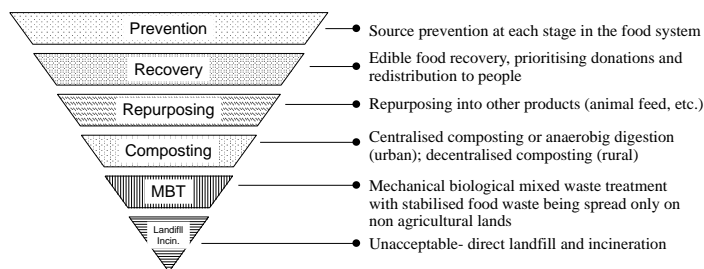 Prevention
Source prevention at each stage in the food system
Recovery
Edible food recovery, prioritising donations and
redistribution to people
Repurposing
Repurposing into other products (animal feed, etc.)
Composting
Centralised composting or anaerobig digestion
(urban); decentralised composting (rural)
MBT
Mechanical biological mixed waste treatment
with stabilised food waste being spread only on
non agricultural lands
Landifll
Incin.
Unacceptable- direct landfill and incineration